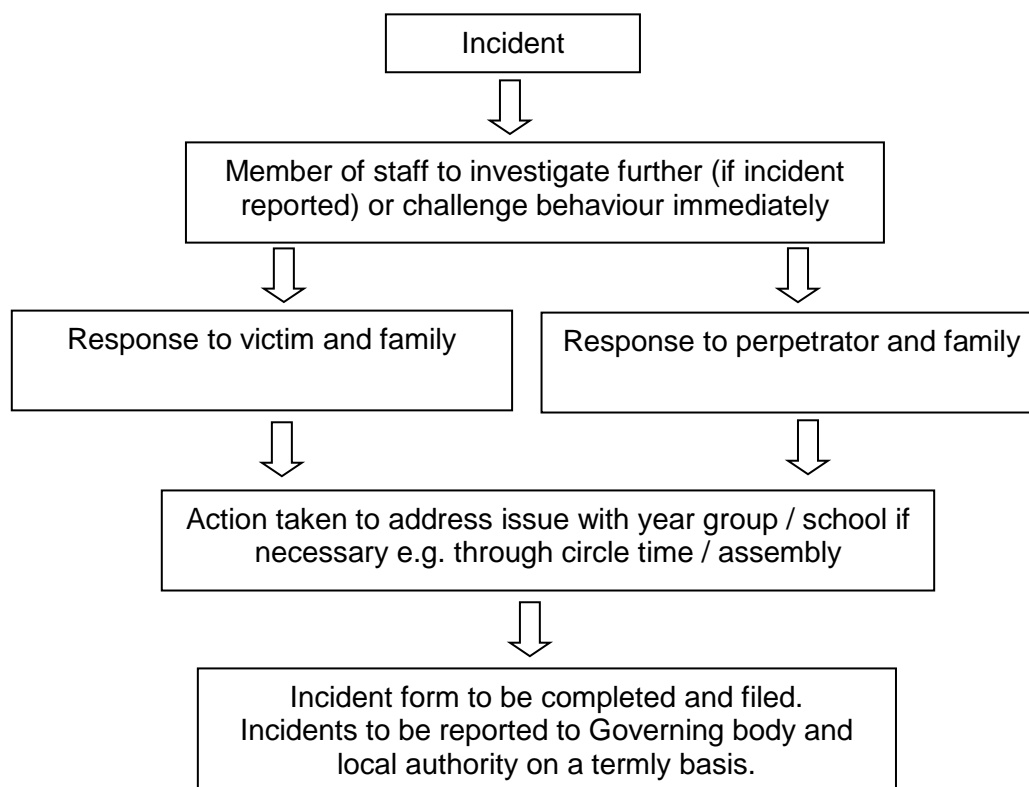 Incident
Member of staff to investigate further (if incident
reported) or challenge behaviour immediately
Response to victim and family
Response to perpetrator and family
Action taken to address issue with year group / school if
necessary e.g. through circle time / assembly
Incident form to be completed and filed.
Incidents to be reported to Governing body and
local authority on a termly basis.